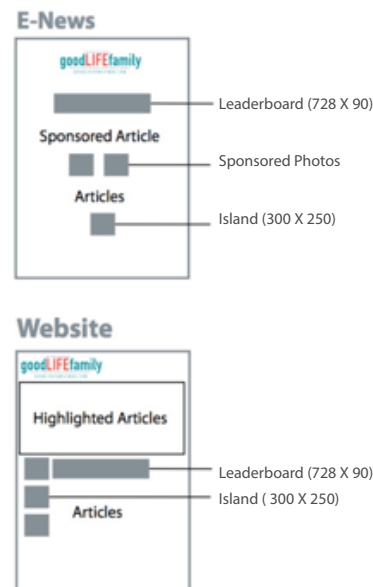 E-News
goodLIFEfamily
Leaderboard (728 X 90)
Sponsored Article
Sponsored Photos
Articles
Island (300 X 250)
Website
goodLIFEfamily
Highlighted Articles
Leaderboard (728 X 90)
Island ( 300 X 250)
Articles